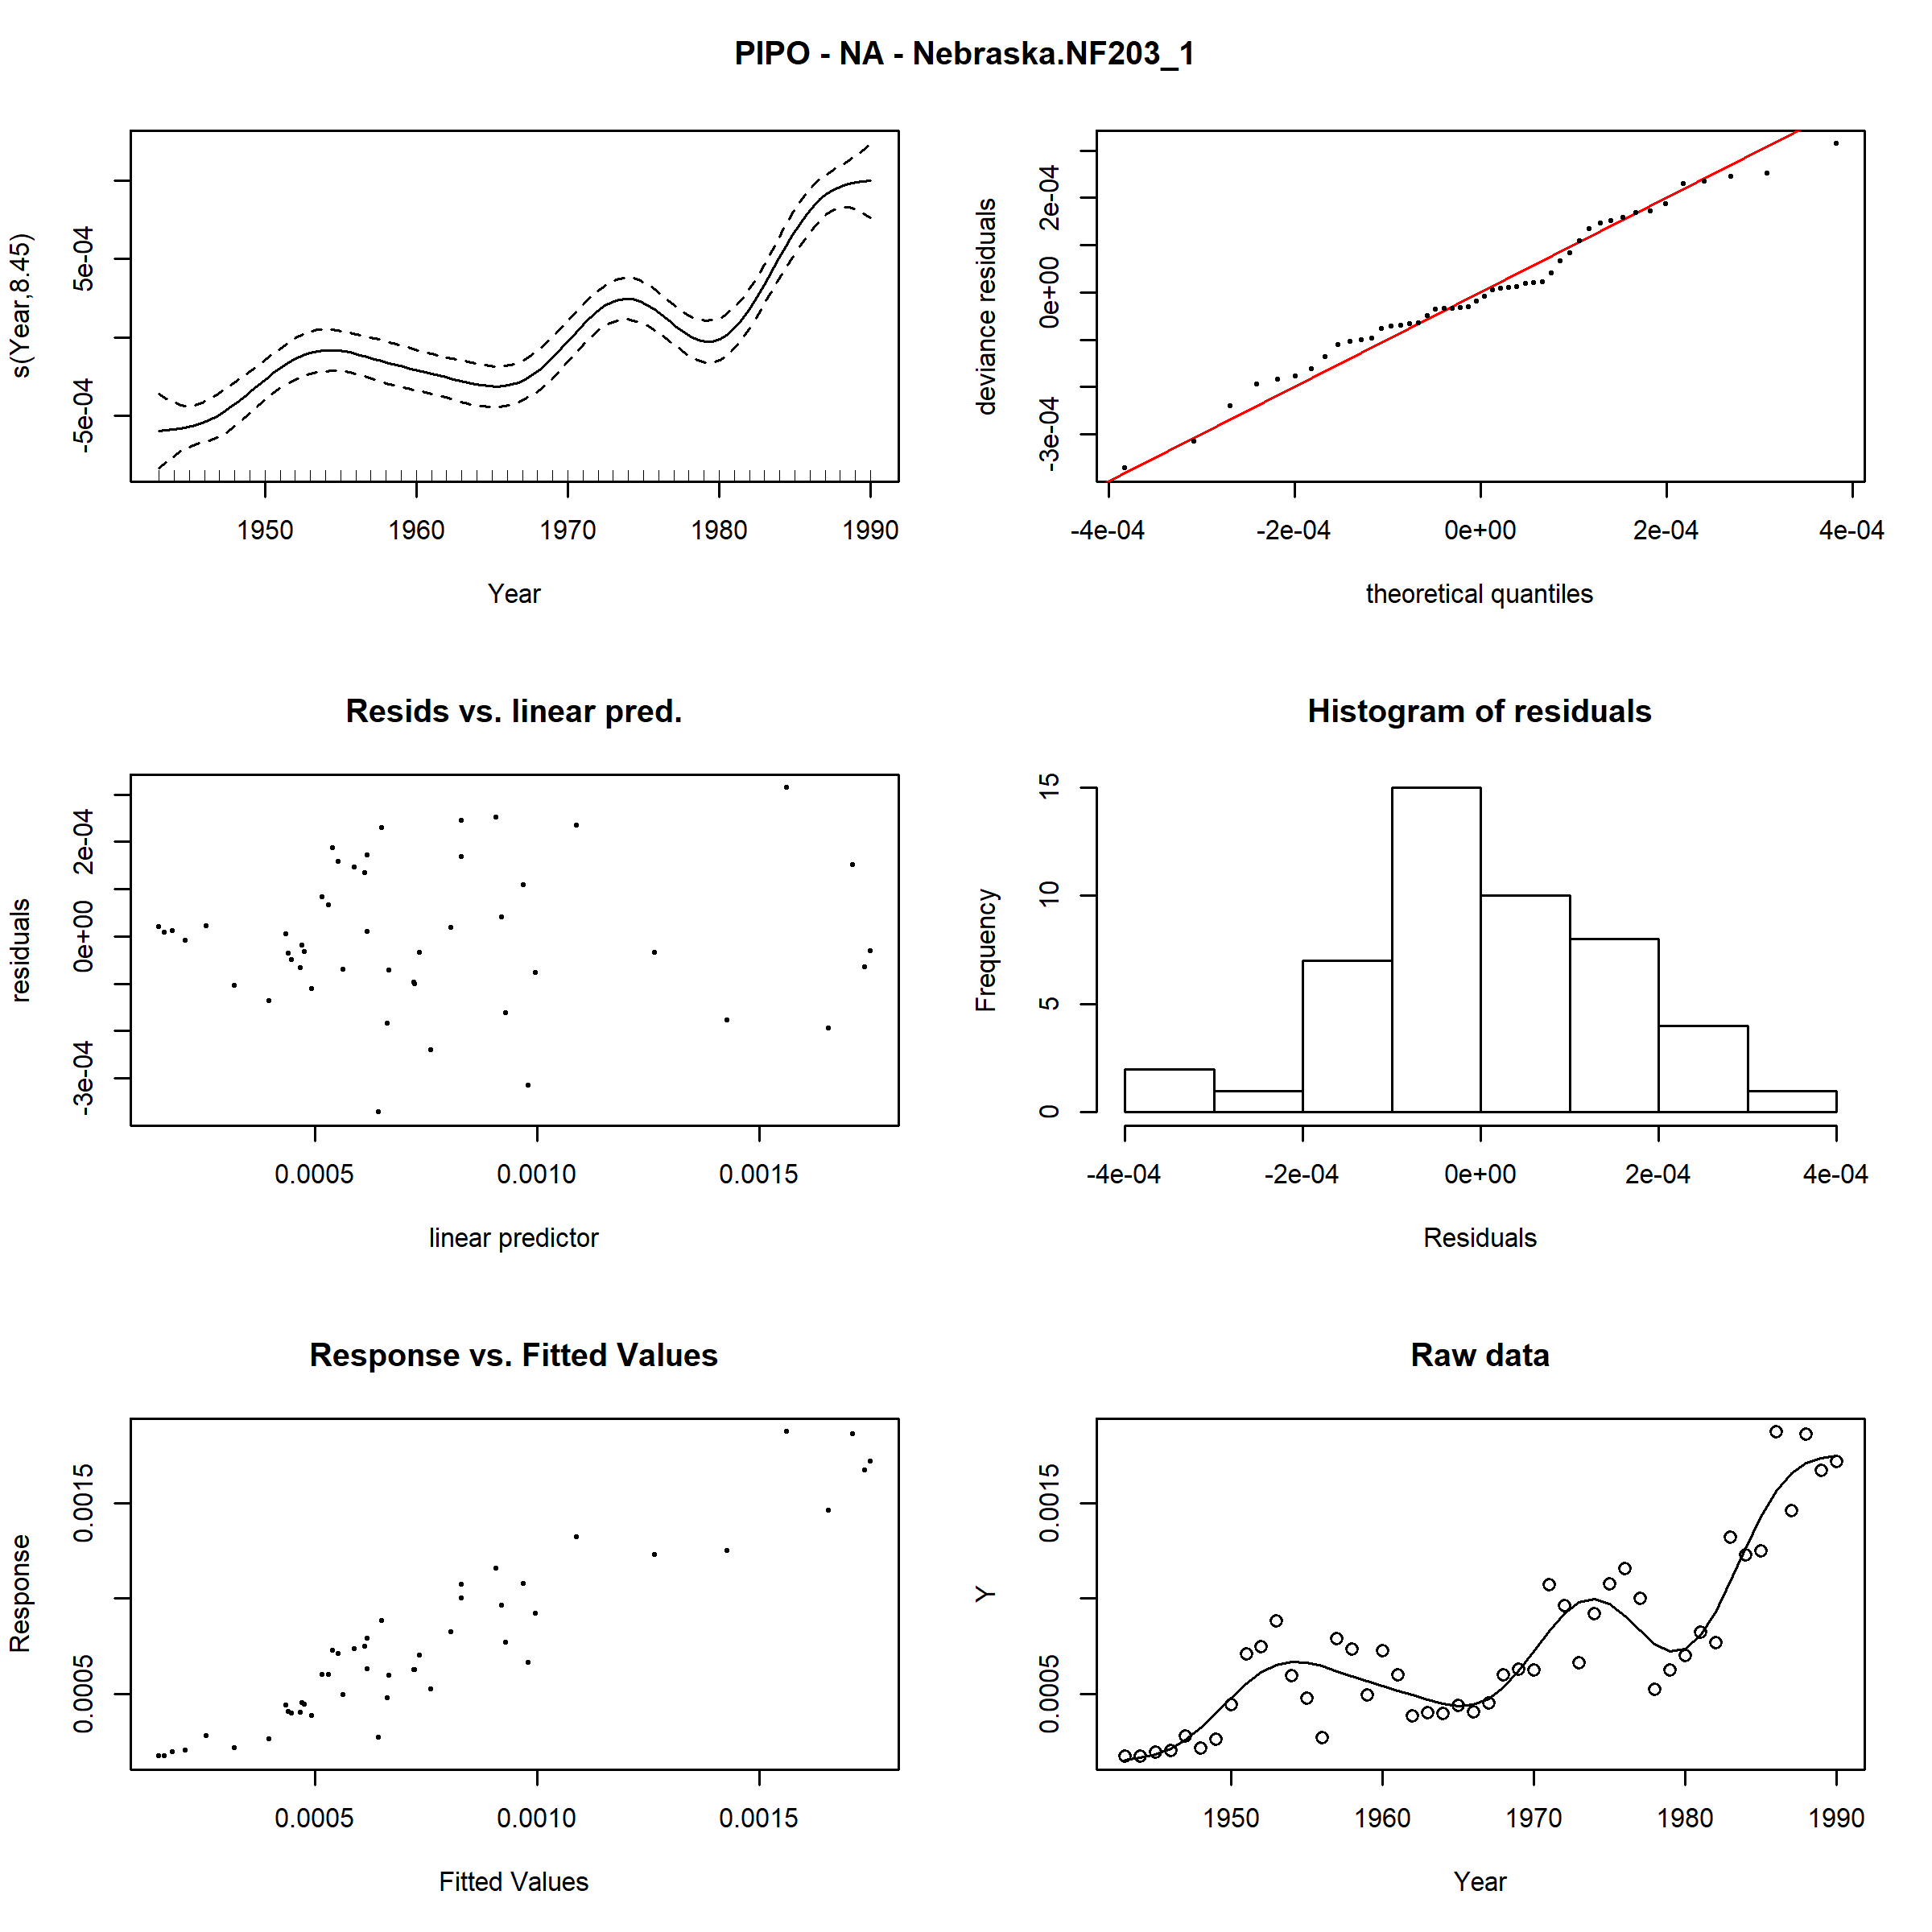 PIPO - NA - Nebraska.NF203_1
s(Year,8.45)
5e-04
-5e-04
1950 1960 1970 1980 1990
Year
deviance residuals
2e-04
0e+00
-3e-04
-4e-04 -2e-04 0e+00 2e-04 4e-04
theoretical quantiles
Resids vs. linear pred.
residuals
2e-04
0e+00
-3e-04
0.0005 0.0010 0.0015
linear predictor
Histogram of residuals
Frequency
15
10
5
0
-4e-04 -2e-04 0e+00 2e-04 4e-04
Residuals
Response vs. Fitted Values
Response
0.0015
0.0005
0.0005 0.0010 0.0015
Fitted Values
Raw data
Y
0.0015
0.0005
1950 1960 1970 1980 1990
Year